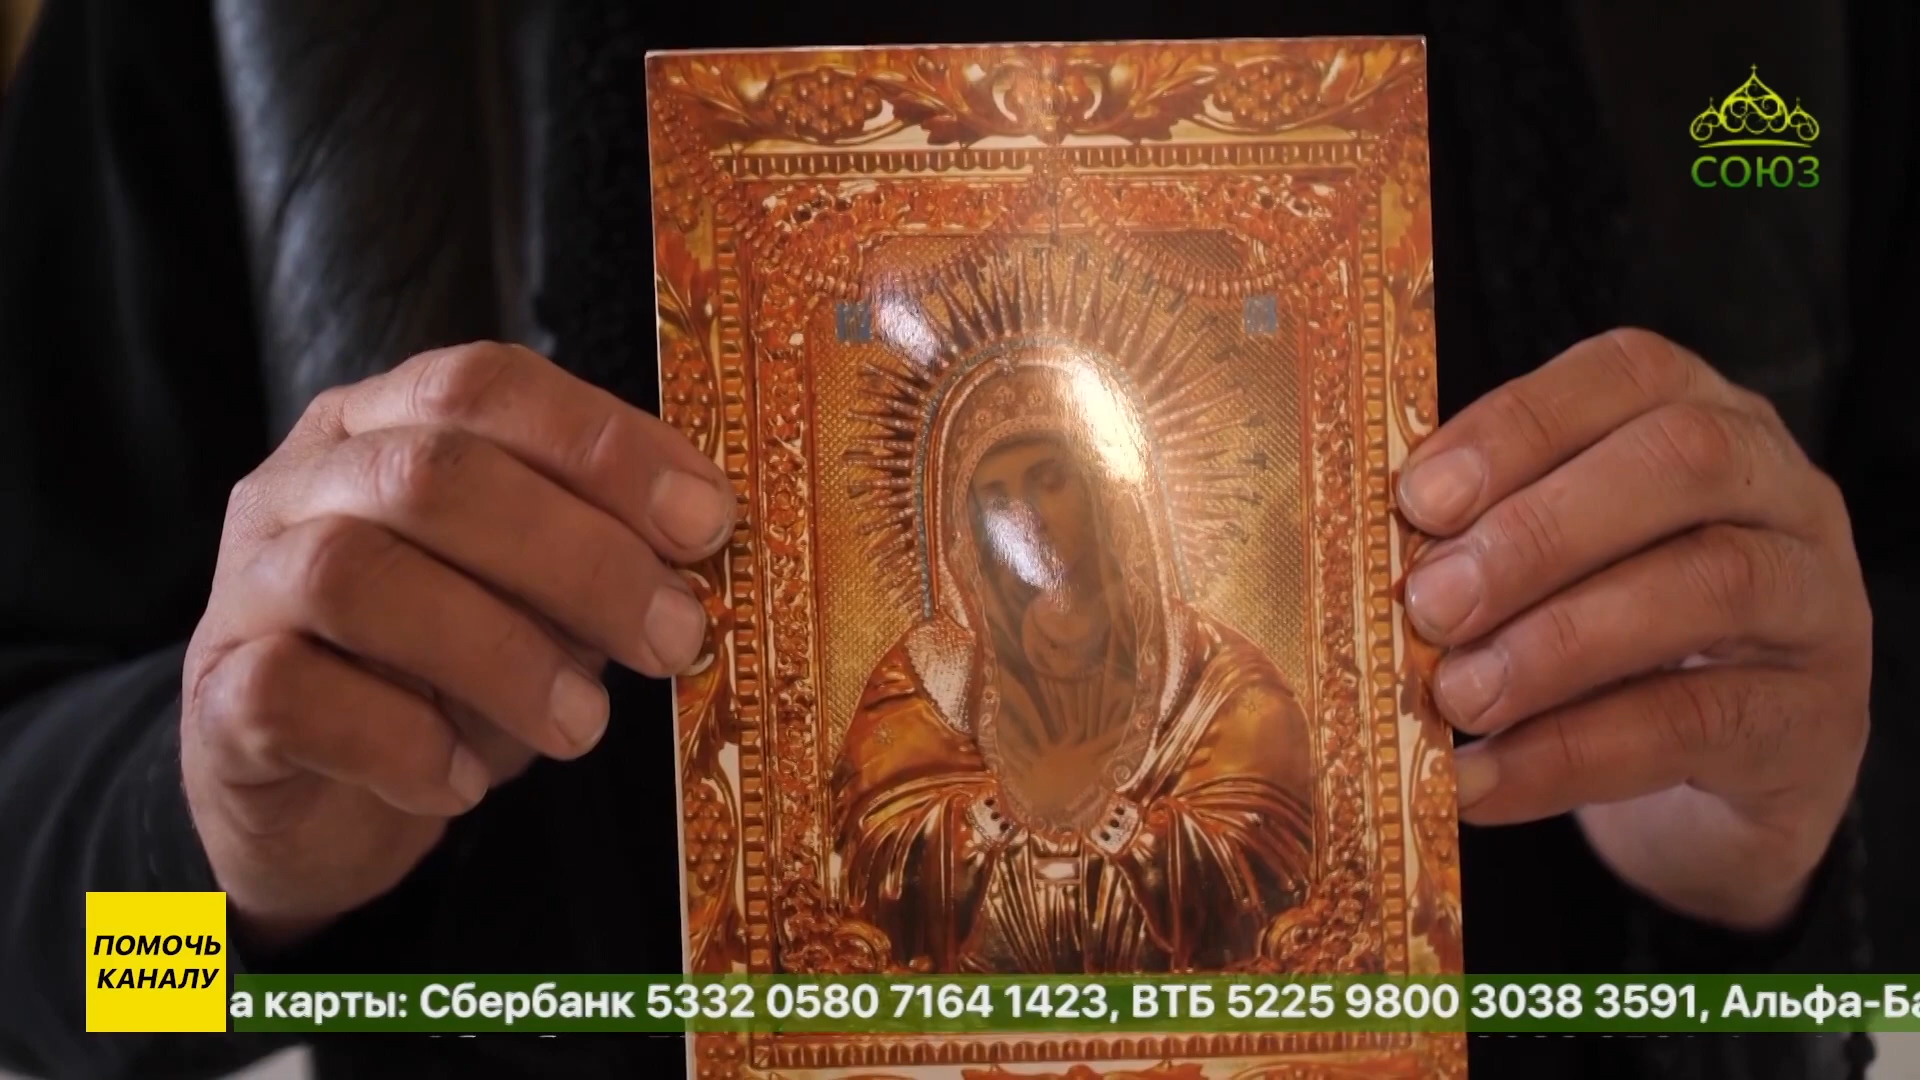 СОЮЗ
ПОМОЧЬ
КАНАЛУ
а карты: Сбербанк 5332 0580 7164 1423, ВТБ 5225 9800 3038 3591, Альфа-Ба